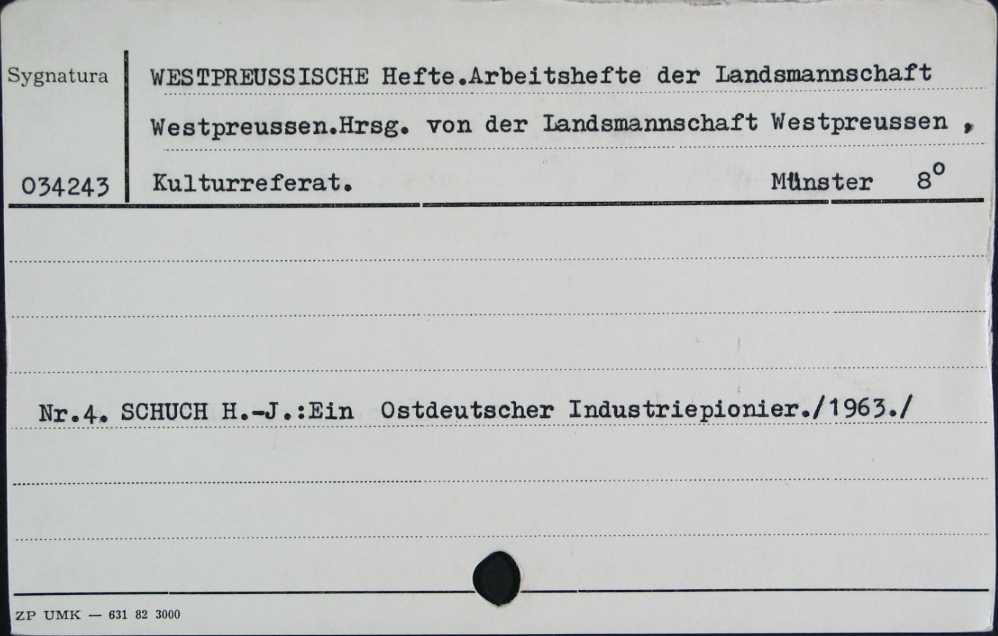 Sygnatura WESTPREUSSISCHE Hefte.Arbeitshefte der Landsmannschaft
Westpreussen.Hrsg. von der Landsmannschaft Westpreussen ,
034243 Kulturreferat. Münster 8°
Nr.4. SCHUCH H.-J.:Ein Ostdeutscher Industriepionier./1963./
ZP UMK — 631 82 3000